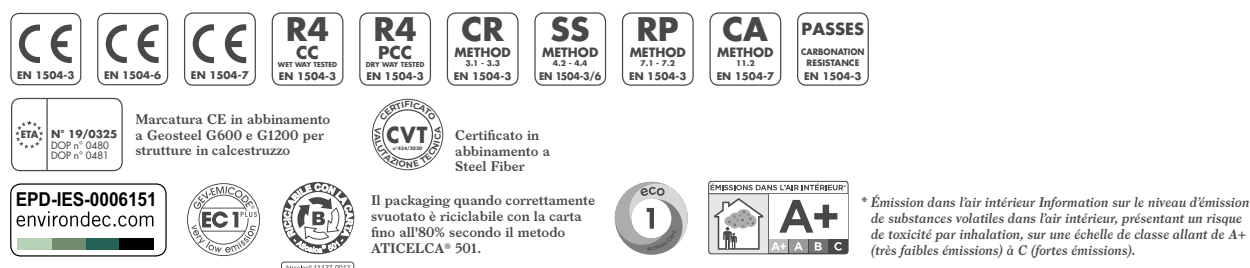 CE
EN 1504-3
CE
EN 1504-6
CE
EN 1504-7
R4
CC
WET WAY TESTED
EN 1504-3
R4
PCC
DRY WAY TESTED
EN 1504-3
CR
METHOD
3.1 - 3.3
EN 1504-3
SS
METHOD
4.2 - 4.4
EN 1504-3/6
RP
METHOD
7.1 - 7.2
EN 1504-3
CA
METHOD
11.2
EN 1504-7
PASSES
CARBONATION
RESISTANCE
EN 1504-3
ETA
N° 19/0325
DOP n° 0480
DOP n° 0481
Marcatura CE in abbinamento
a Geosteel G600 e G1200 per
strutture in calcestruzzo
CERTIFICATO
CVT
n°424/2020
VALUTAZIONE TECNICA
Certificato in
abbinamento a
Steel Fiber
EPD-IES-0006151
environdec.com
GEV-EMICODE®
EC 1 PLUS
very low emission
RICICLABILE CON LA CARTA
B
Il packaging quando correttamente
svuotato è riciclabile con la carta
fino all'80% secondo il metodo
ATICELCA® 501.
eco
1
ÉMISSIONS DANS L'AIR INTÉRIEUR*
A+
A+ A B C
* Émission dans l'air intérieur Information sur le niveau d'émission
de substances volatiles dans l'air intérieur, présentant un risque
de toxicité par inhalation, sur une échelle de classe allant de A+
(très faibles émissions) à C (fortes émissions).